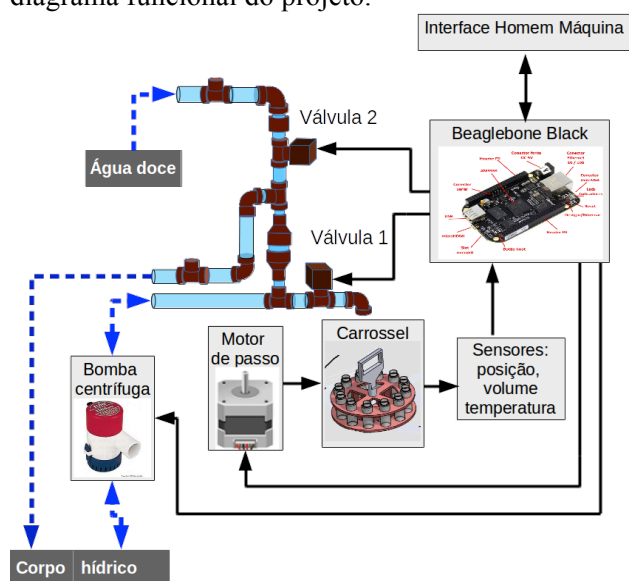 diagrama funcional do projeto:
Interface Homem Máquina
Válvula 2
Beaglebone Black
Água doce
Válvula 1
Motor
de passo
Carrossel
Sensores:
posição,
volume
temperatura
Bomba
centrífuga
Corpo hídrico